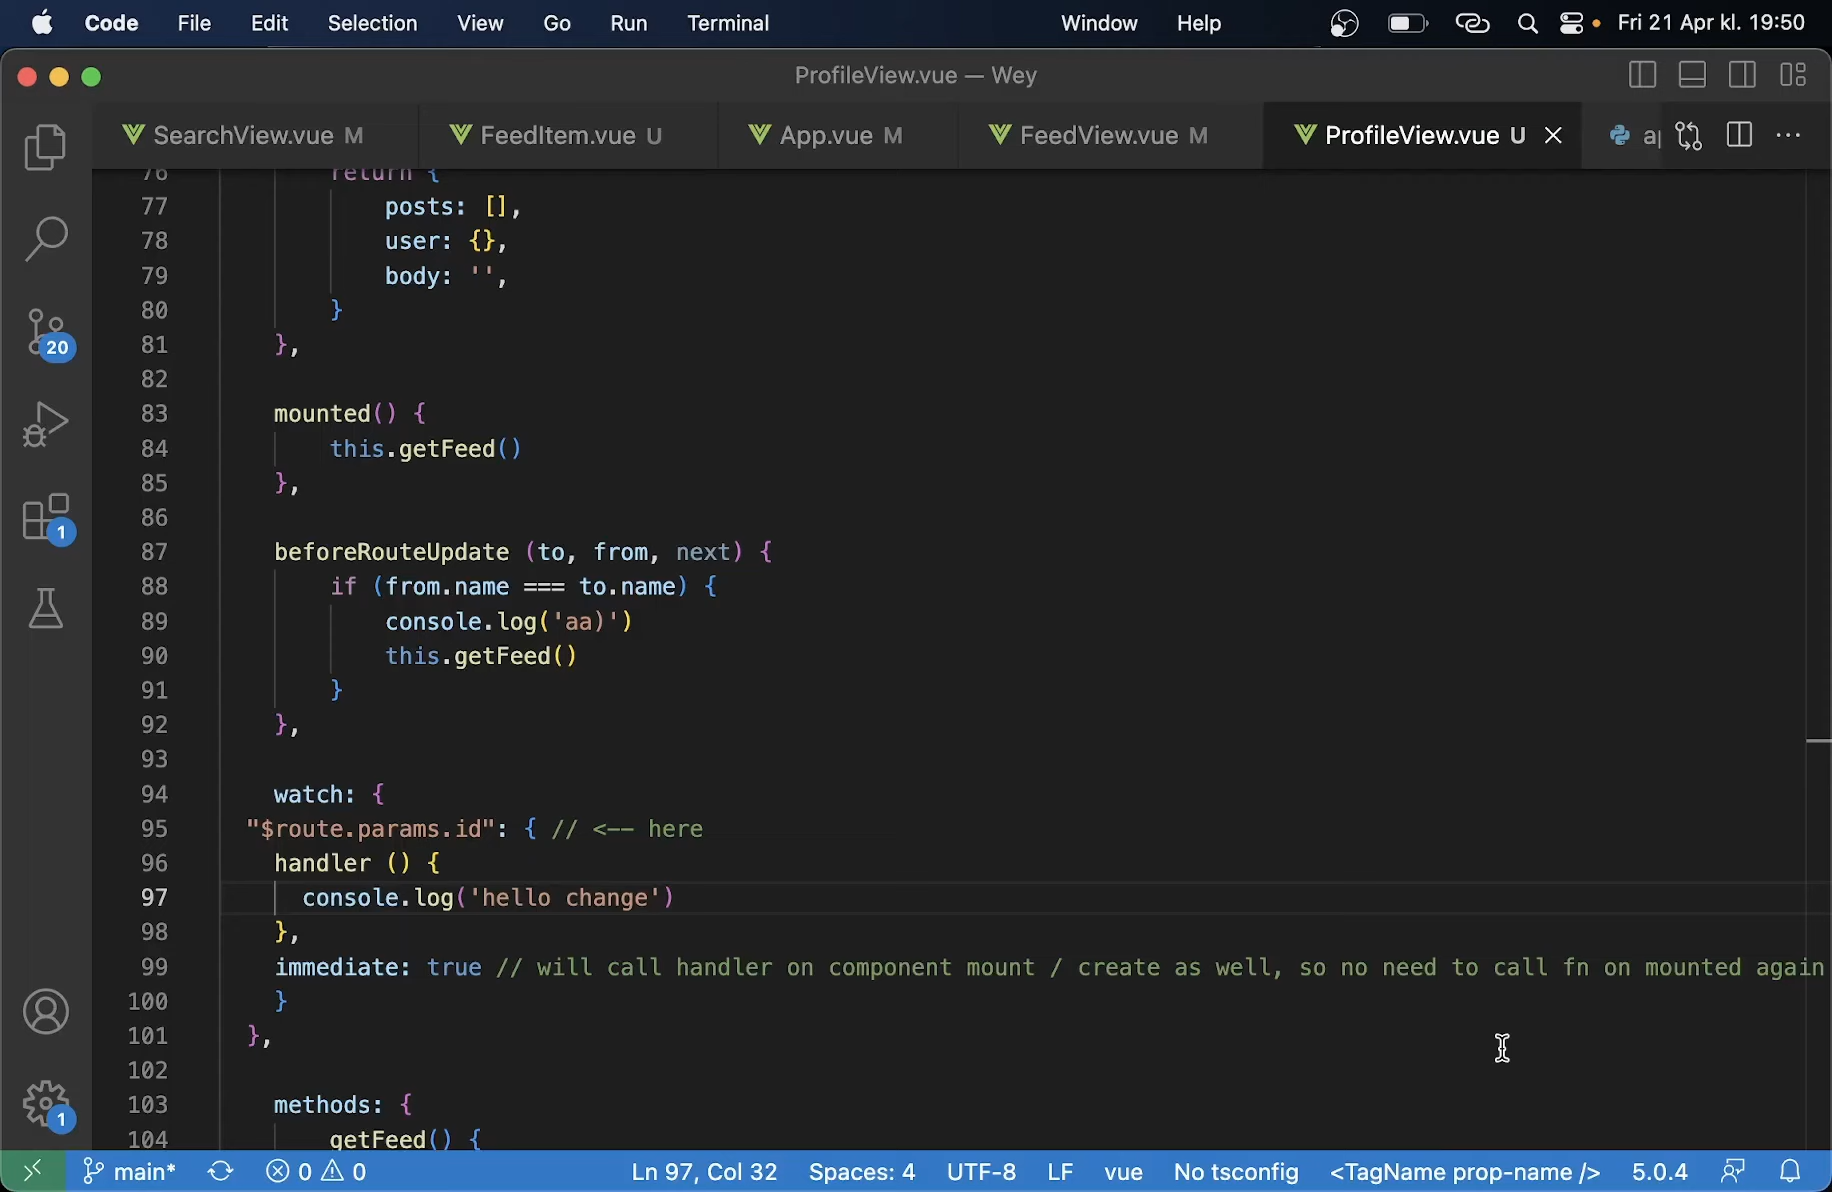 Code File Edit Selection View Go Run Terminal Window Help Fri 21 Apr kl. 19:50
ProfileView.vue — Wey
SearchView.vue M FeedItem.vue U App.vue M FeedView.vue M ProfileView.vue U
76 return {
77 posts: [],
78 user: {},
79 body: '',
80 }
81 },
82
83 mounted() {
84 this.getFeed()
85 },
86
87 beforeRouteUpdate (to, from, next) {
88 if (from.name === to.name) {
89 console.log('aa)')
90 this.getFeed()
91 }
92 },
93
94 watch: {
95 "$route.params.id": { // <-- here
96 handler () {
97 console.log('hello change')
98 },
99 immediate: true // will call handler on component mount / create as well, so no need to call fn on mounted again
100 }
101 },
102
103 methods: {
104 getFeed() {
20
1
1
main* 0 0 Ln 97, Col 32 Spaces: 4 UTF-8 LF vue No tsconfig <TagName prop-name /> 5.0.4